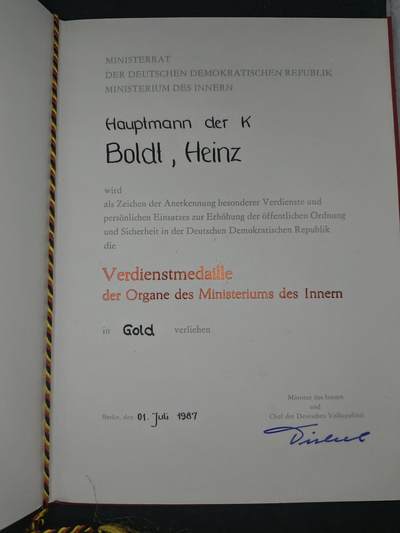 MINISTERRAT
DER DEUTSCHEN DEMOKRATISCHEN REPUBLIK
MINISTERIUM DES INNERN
Hauptmann der K
Boldt, Heinz
wird
als Zeichen der Anerkennung besonderer Verdienste und
persönlichen Einsatzes zur Erhöhung der öffentlichen Ordnung
und Sicherheit in der Deutschen Demokratischen Republik
die
Verdienstmedaille
der Organe des Ministeriums des Innern
in Gold verliehen
Minister des Innern
und
Berlin, den 01. Juli 1987
Chef der Deutschen Volkspolizei